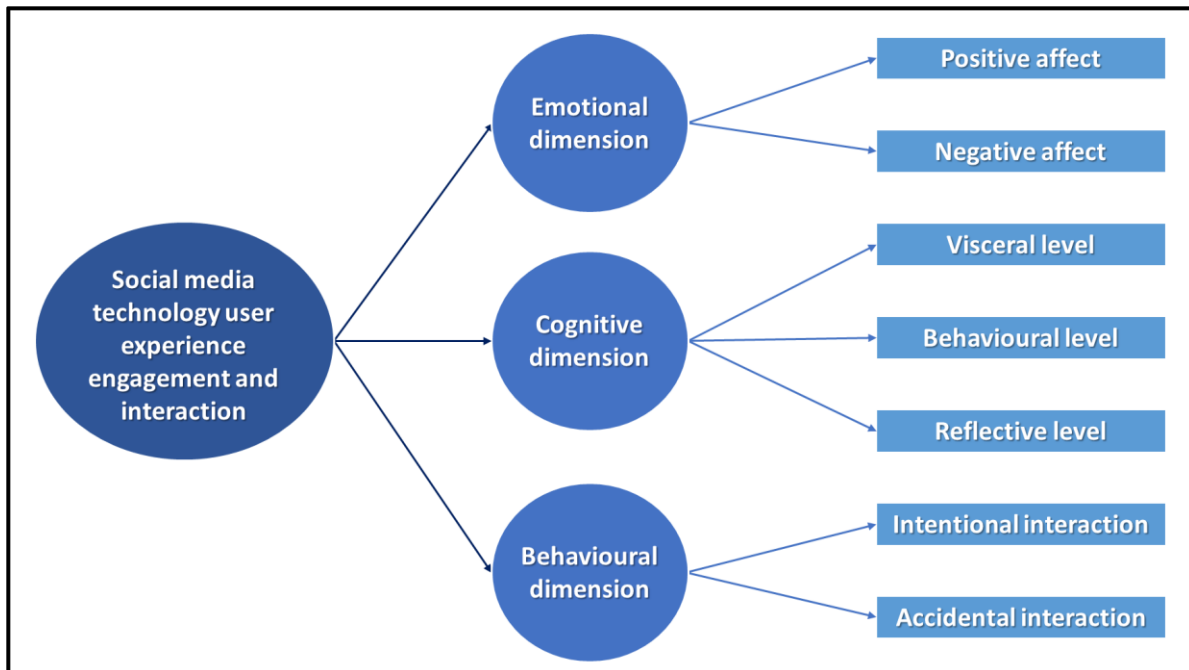 Social media
technology user
experience
engagement and
interaction
Emotional
dimension
Positive affect
Negative affect
Cognitive
dimension
Visceral level
Behavioural level
Reflective level
Behavioural
dimension
Intentional interaction
Accidental interaction